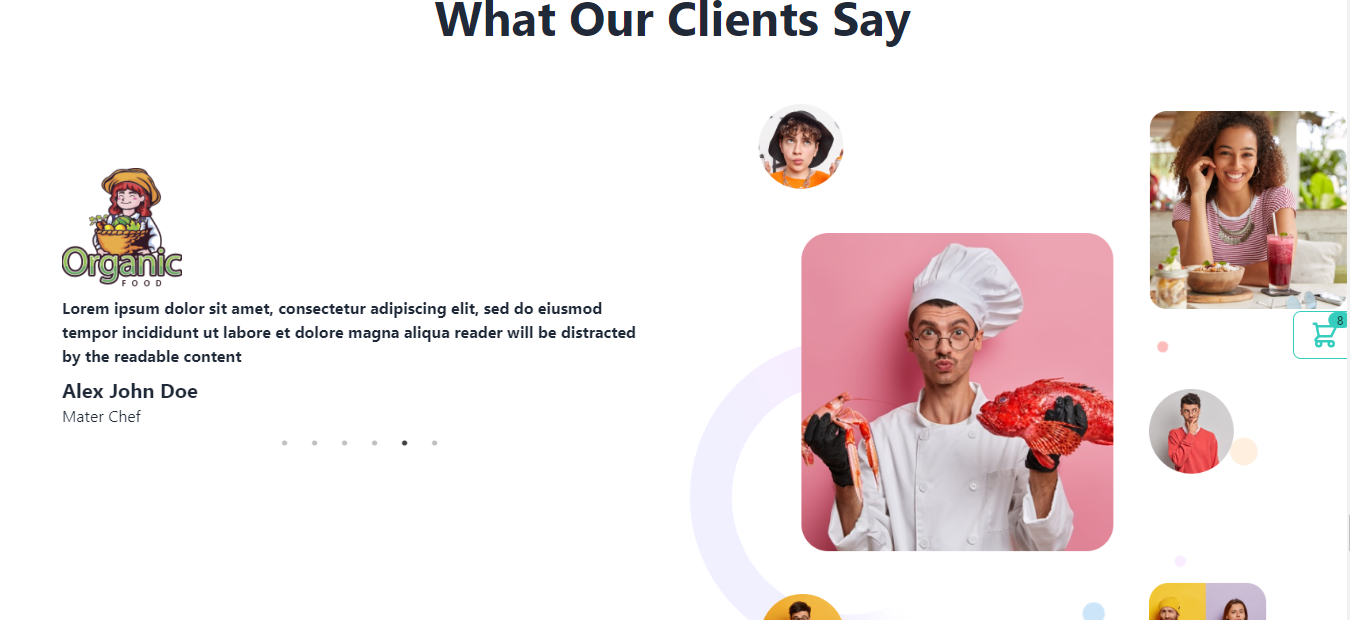 What Our Clients Say
Organic
FOOD
Lorem ipsum dolor sit amet, consectetur adipiscing elit, sed do eiusmod
tempor incididunt ut labore et dolore magna aliqua reader will be distracted
by the readable content
Alex John Doe
Mater Chef
8